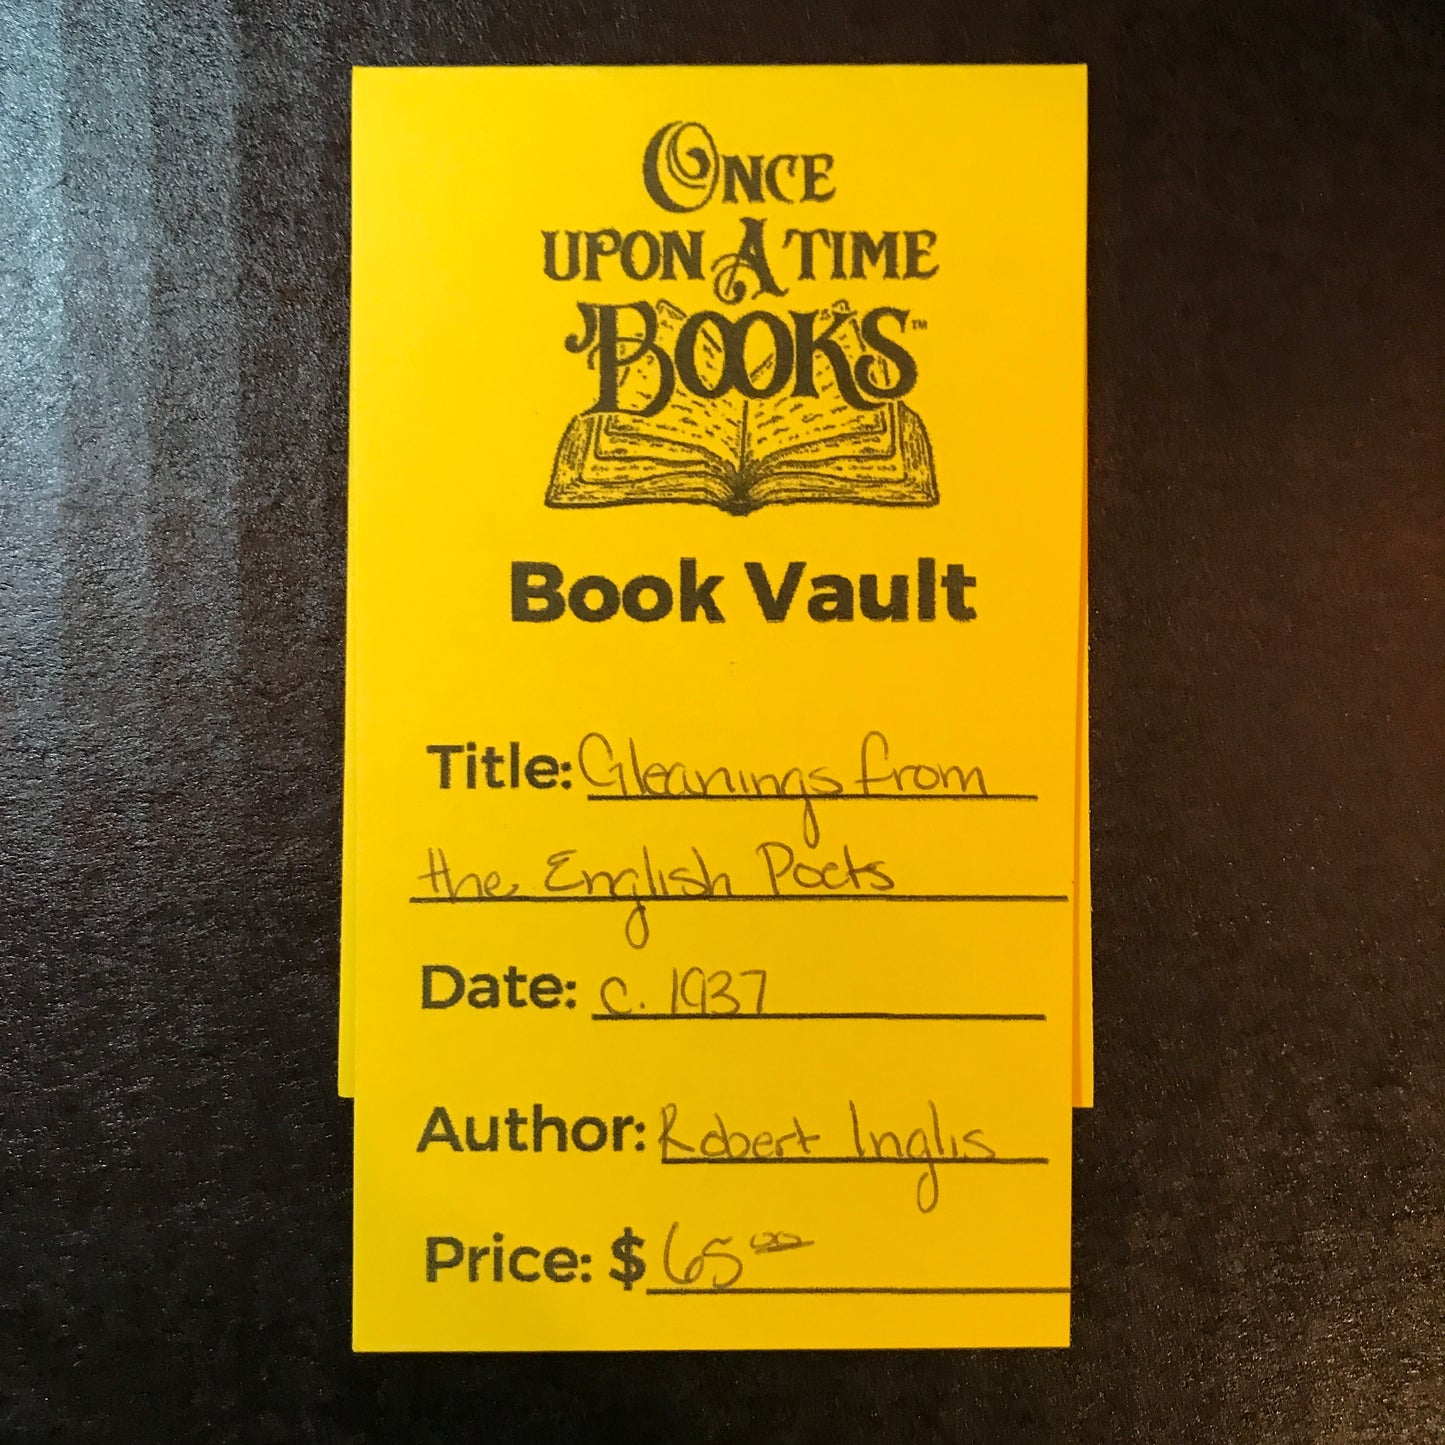 ONCE
UPON A TIME
BOOKS™
Book Vault
Title: Gleanings from
the English Poets
Date: c. 1937
Author: Robert Inglis
Price: $ 65 00